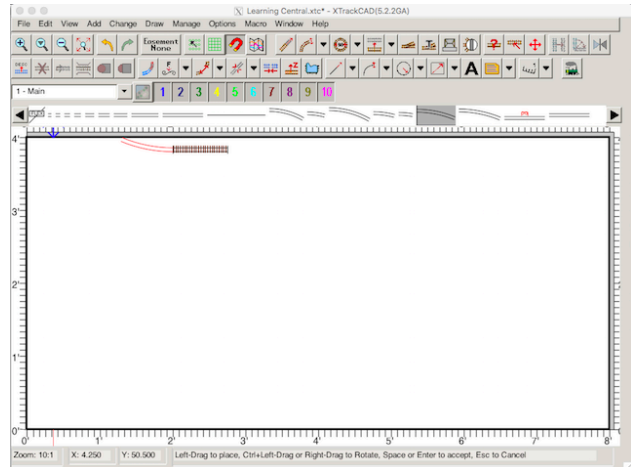 Learning Central.xtc* - XTrackCAD(5.2.2GA)
File Edit View Add Change Draw Manage Options Macro Window Help
Easement
None
A
1 - Main 1 2 3 4 5 6 7 8 9 10
4'
3'
2'
1'
0'
0' 1' 2' 3' 4' 5' 6' 7' 8'
Zoom: 10:1 X: 4.250 Y: 50.500 Left-Drag to place, Ctrl+Left-Drag or Right-Drag to Rotate, Space or Enter to accept, Esc to Cancel